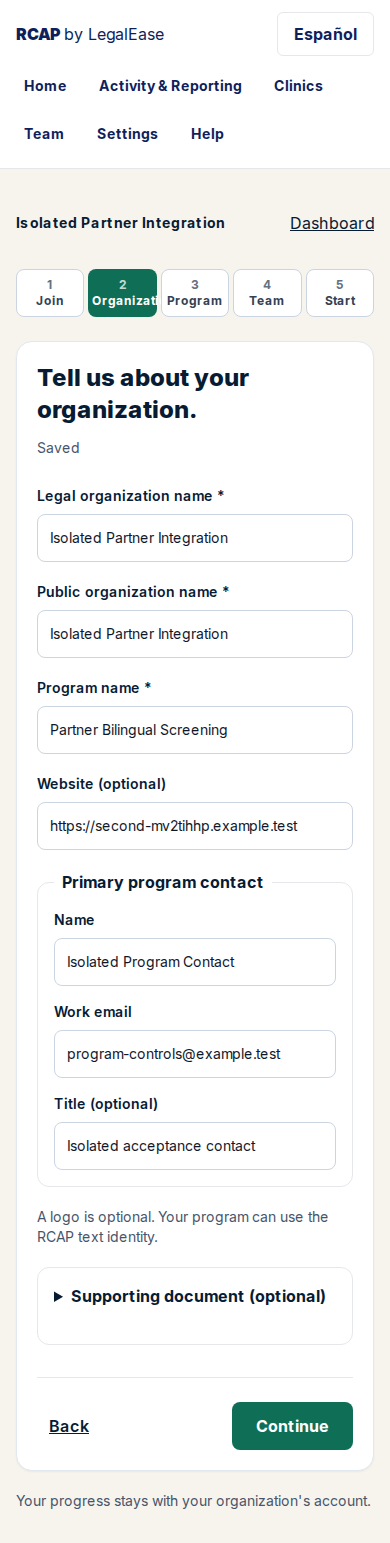 RCAP by LegalEase
Español
Home Activity & Reporting Clinics
Team Settings Help
Isolated Partner Integration
Dashboard
1 2 3 4 5
Join Organizati Program Team Start
Tell us about your
organization.
Saved
Legal organization name *
Isolated Partner Integration
Public organization name *
Isolated Partner Integration
Program name *
Partner Bilingual Screening
Website (optional)
https://second-mv2tihhp.example.test
Primary program contact
Name
Isolated Program Contact
Work email
program-controls@example.test
Title (optional)
Isolated acceptance contact
A logo is optional. Your program can use the
RCAP text identity.
Supporting document (optional)
Back
Continue
Your progress stays with your organization's account.